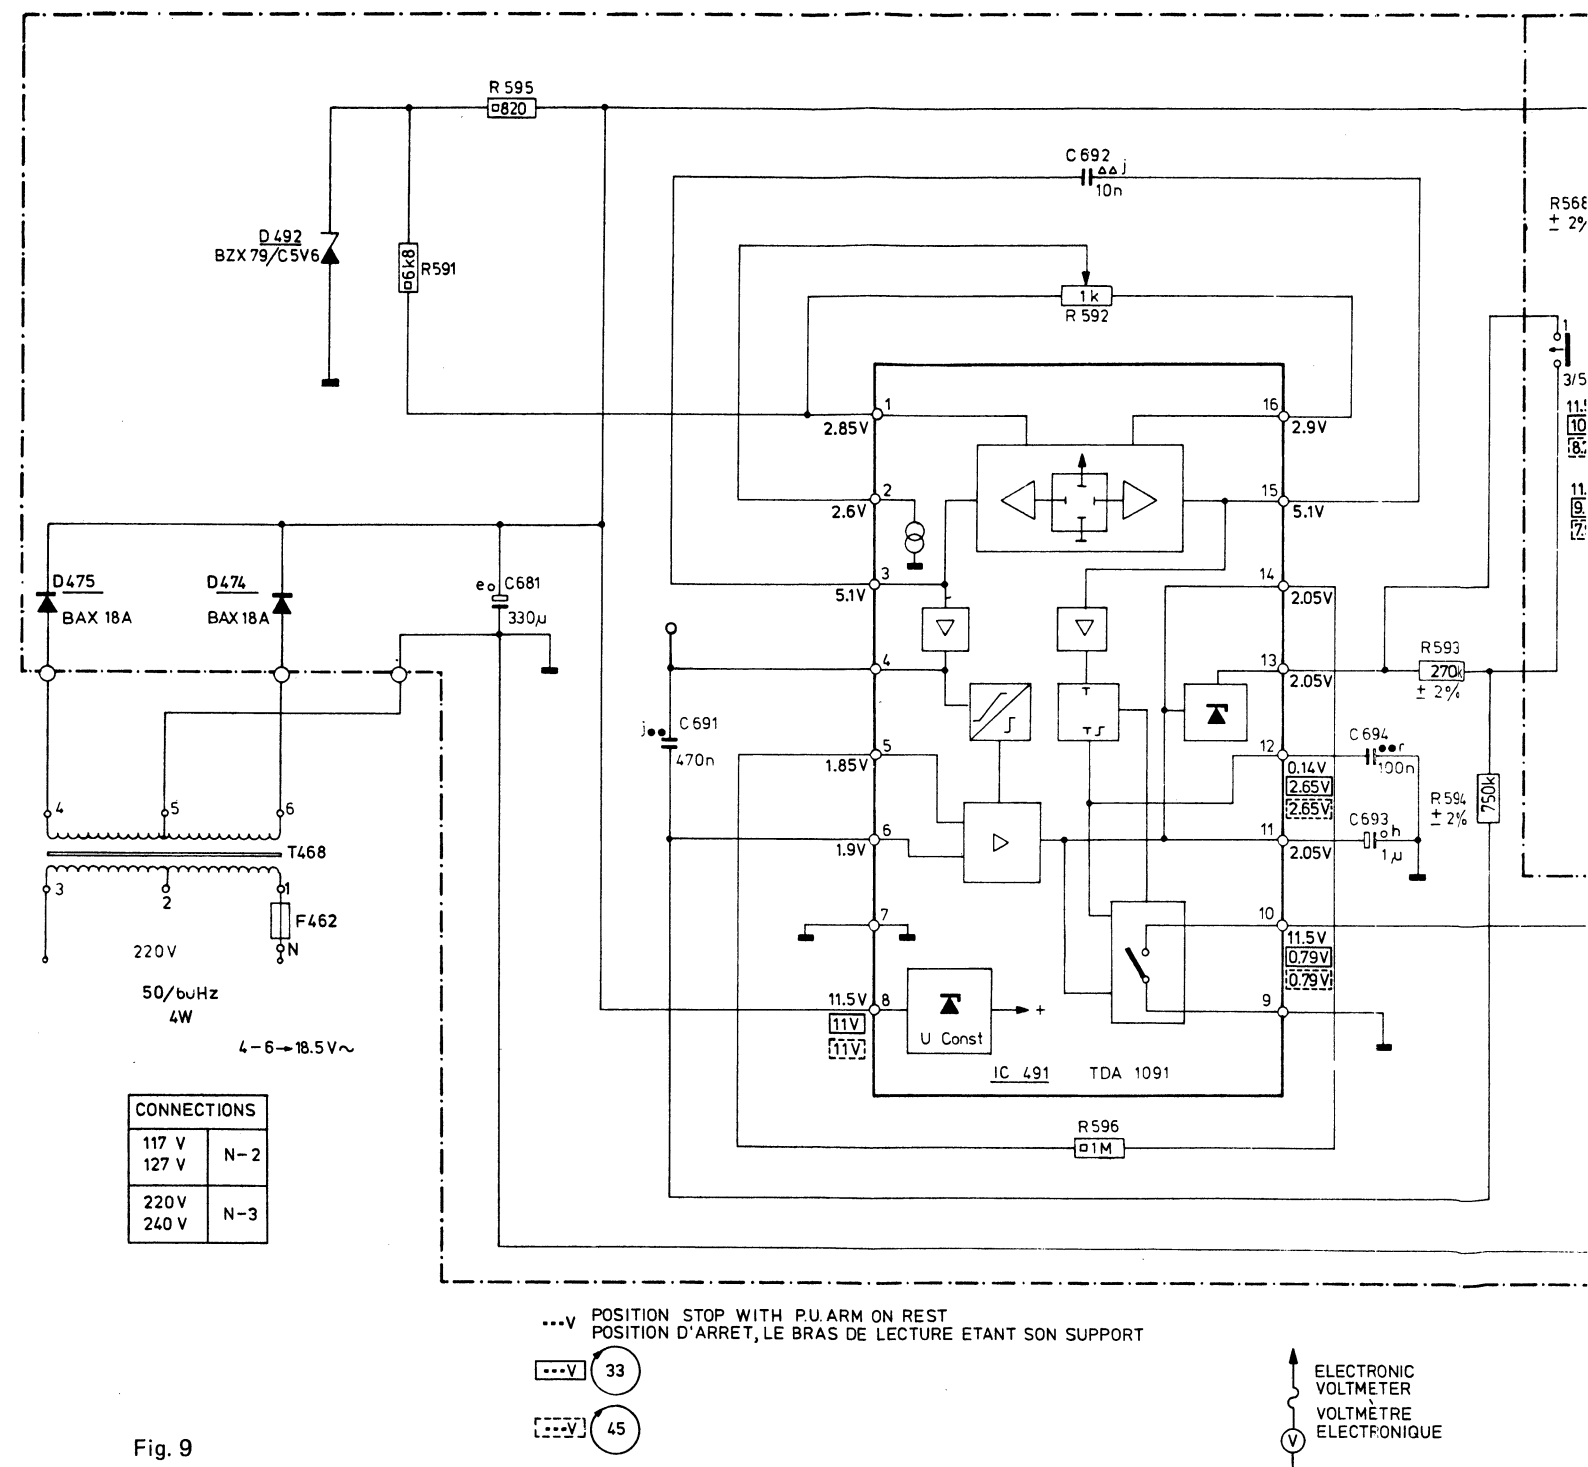 R 595
820
C 692
j
10n
R568
± 2%
D 492
BZX 79/C5V6
6k8
R591
1k
R 592
1
3/5
1
2.85V
16
2.9V
2
2.6V
15
5.1V
D475
BAX 18A
D474
BAX 18A
e
C681
330µ
3
5.1V
14
2.05V
4
13
2.05V
R593
270k
± 2%
j
C 691
470n
5
1.85V
12
0.14V
2.65V
2.65V
C 694
r
100n
R 594
± 2%
750k
6
1.9V
11
2.05V
C 693
h
1µ
4
5
6
T468
3
2
1
F462
N
220V
50/60Hz
4W
4-6→18.5V~
7
10
11.5V
0.79V
0.79V
11.5V
8
11V
11V
U Const
+
9
IC 491
TDA 1091
R 596
1M
CONNECTIONS
117 V
127 V
N-2
220 V
240 V
N-3
...V POSITION STOP WITH P.U. ARM ON REST
POSITION D'ARRET, LE BRAS DE LECTURE ETANT SON SUPPORT
...V 33
...V 45
ELECTRONIC
VOLTMETER
VOLTMÈTRE
ELECTRONIQUE
V
Fig. 9